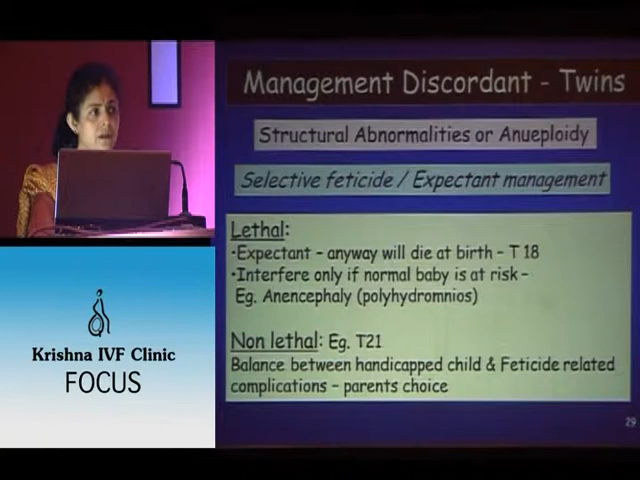 Management Discordant - Twins
Structural Abnormalities or Anueploidy
Selective feticide / Expectant management
Lethal:
•Expectant – anyway will die at birth – T 18
•Interfere only if normal baby is at risk –
Eg. Anencephaly (polyhydromnios)
Non lethal: Eg. T21
Balance between handicapped child & Feticide related
complications – parents choice
29
Krishna IVF Clinic
FOCUS